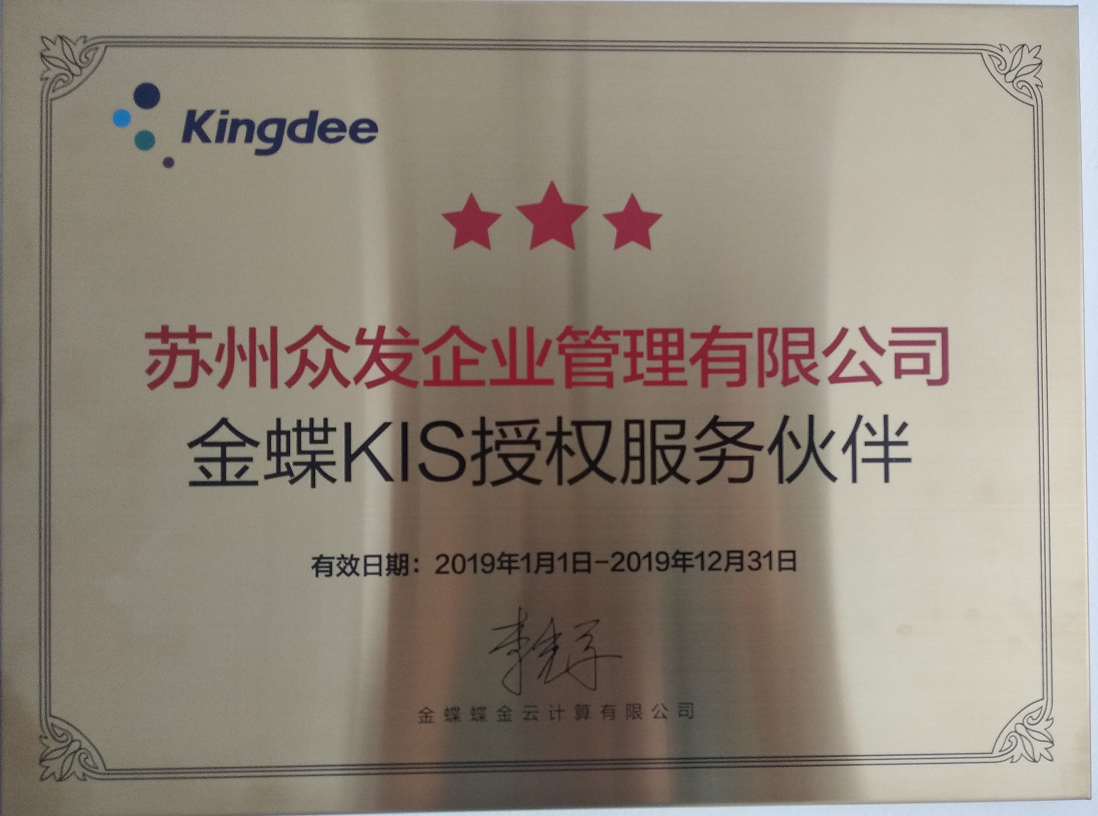 Kingdee
苏州众发企业管理有限公司
金蝶KIS授权服务伙伴
有效日期：2019年1月1日-2019年12月31日
金蝶蝶金云计算有限公司